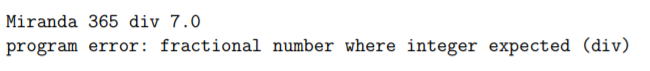 Miranda 365 div 7.0
program error: fractional number where integer expected (div)